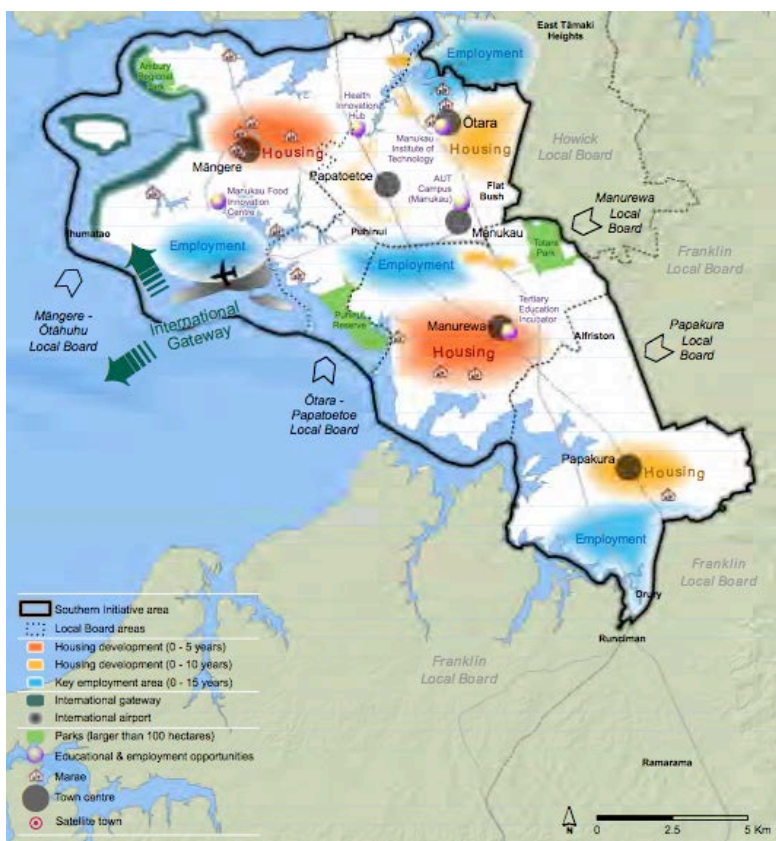 East Tāmaki
Heights
Employment
Ambury
Regional
Park
Health
Innovation
Hub
Ōtara
Howick
Local Board
Housing
Manukau
Institute of
Technology
Housing
Māngere
Papatoetoe
AUT
Campus
(Manukau)
Flat
Bush
Manurewa
Local
Board
Manukau Food
Innovation
Centre
Ihumatao
Puhinui
Manukau
Totara
Park
Employment
Employment
Franklin
Local Board
Māngere -
Ōtāhuhu
Local Board
International
Gateway
Puhinui
Reserve
Tertiary
Education
Incubator
Manurewa
Housing
Alfriston
Papakura
Local
Board
Ōtara -
Papatoetoe
Local Board
Papakura
Housing
Employment
Franklin
Local Board
Drury
Runciman
Franklin
Local Board
Ramarama
Southern Initiative area
Local Board areas
Housing development (0 - 5 years)
Housing development (0 - 10 years)
Key employment area (0 - 15 years)
International gateway
International airport
Parks (larger than 100 hectares)
Educational & employment opportunities
Marae
Town centre
Satellite town
N
0 2.5 5 Km